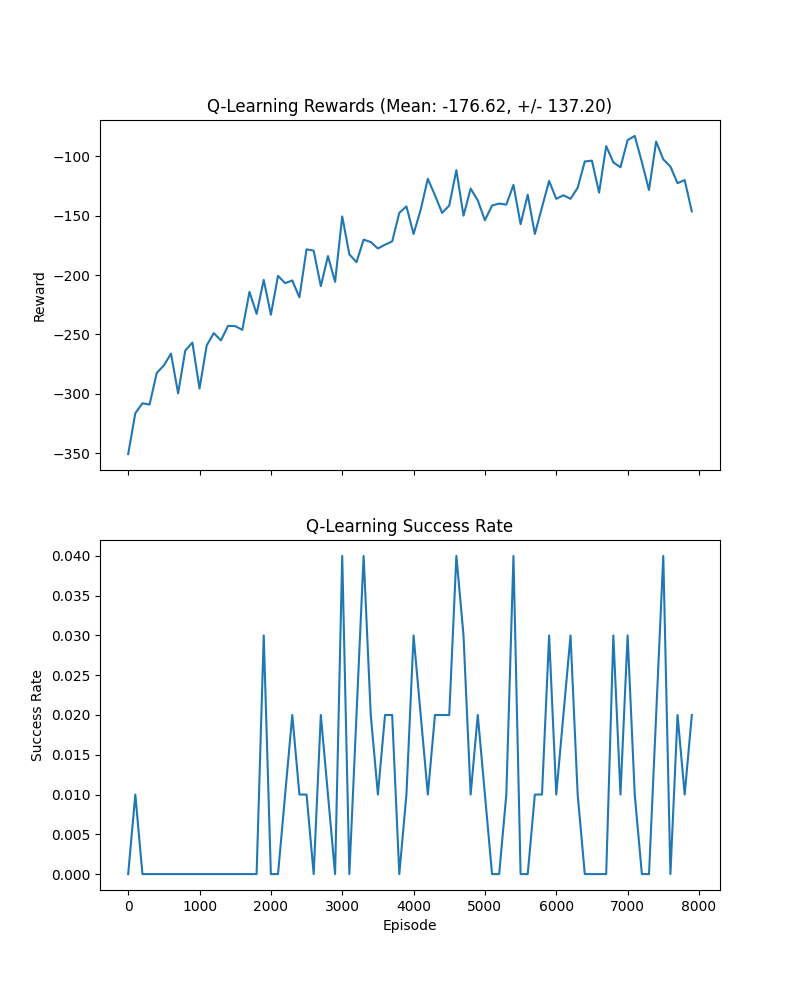 Q-Learning Rewards (Mean: -176.62, +/- 137.20)
−100
−150
−200
−250
−300
−350
Reward
Q-Learning Success Rate
0.040
0.035
0.030
0.025
0.020
0.015
0.010
0.005
0.000
Success Rate
0 1000 2000 3000 4000 5000 6000 7000 8000
Episode